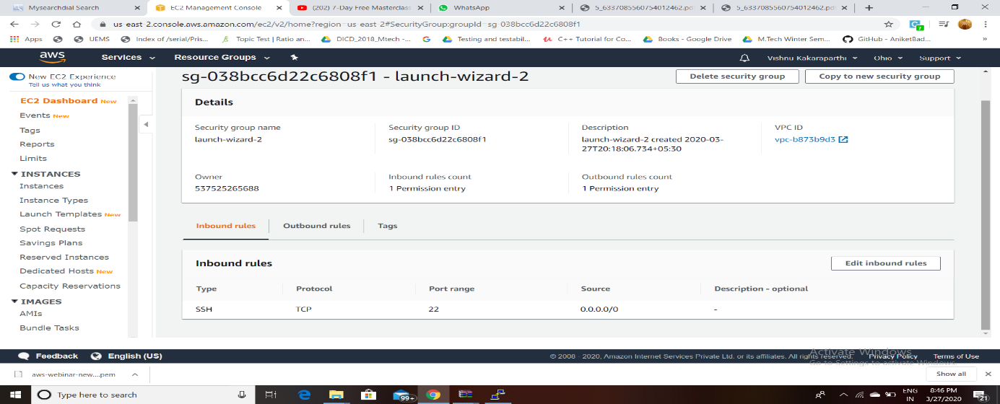 Mysearchdial Search
EC2 Management Console
(202) 7-Day Free Masterclass
WhatsApp
5_6337085560754012462.pd
5_6337085560754012462.pd
us-east-2.console.aws.amazon.com/ec2/v2/home?region=us-east-2#SecurityGroup:groupId=sg-038bcc6d22c6808f1
7
Apps
UEMS
Index of /serial/Pris...
Topic Test | Ratio an...
DICD_2018_Mtech -...
Testing and testabil...
C++ Tutorial for Co...
Books - Google Drive
M.Tech Winter Sem...
GitHub - AniketBad...
»
aws
Services
Resource Groups
Vishnu Kakaraparthi
Ohio
Support
New EC2 Experience
Tell us what you think
EC2 Dashboard New
Events New
Tags
Reports
Limits
INSTANCES
Instances
Instance Types
Launch Templates New
Spot Requests
Savings Plans
Reserved Instances
Dedicated Hosts New
Capacity Reservations
IMAGES
AMIs
Bundle Tasks
sg-038bcc6d22c6808f1 - launch-wizard-2
Delete security group
Copy to new security group
Details
Security group name
launch-wizard-2
Security group ID
sg-038bcc6d22c6808f1
Description
launch-wizard-2 created 2020-03-
27T20:18:06.734+05:30
VPC ID
vpc-b873b9d3
Owner
537525265688
Inbound rules count
1 Permission entry
Outbound rules count
1 Permission entry
Inbound rules
Outbound rules
Tags
Inbound rules
Edit inbound rules
Type Protocol Port range Source Description - optional
SSH TCP 22 0.0.0.0/0 -
Feedback
English (US)
© 2008 - 2020, Amazon Internet Services Private Ltd. or its affiliates. All rights reserved.
Privacy Policy
Terms of Use
Activate Windows
Go to Settings to activate Windows.
aws-webinar-new....pem
Show all
Type here to search
99+
ENG
IN
8:46 PM
3/27/2020
21